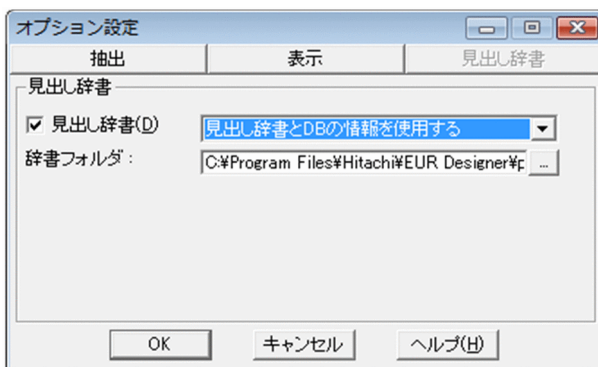 オプション設定
抽出 表示 見出し辞書
見出し辞書
見出し辞書(D) 見出し辞書とDBの情報を使用する
辞書フォルダ： C:¥Program Files¥Hitachi¥EUR Designer¥p ...
OK キャンセル ヘルプ(H)